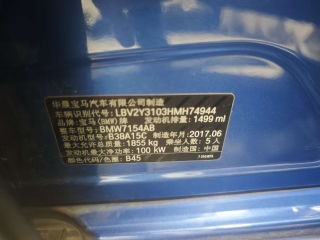 华晨宝马汽车有限公司制造
车辆识别代号: LBV2Y3103HMH74944
品牌: 宝马(BMW)牌 发动机排量: 1499 ml
整车型号: BMW7154AB
发动机型号: B38A15C 制造年月: 2017.06
最大允许总质量: 1855 kg 乘坐人数: 5 人
发动机最大净功率: 100 kW 制造国: 中国
颜色代码/色源: B45